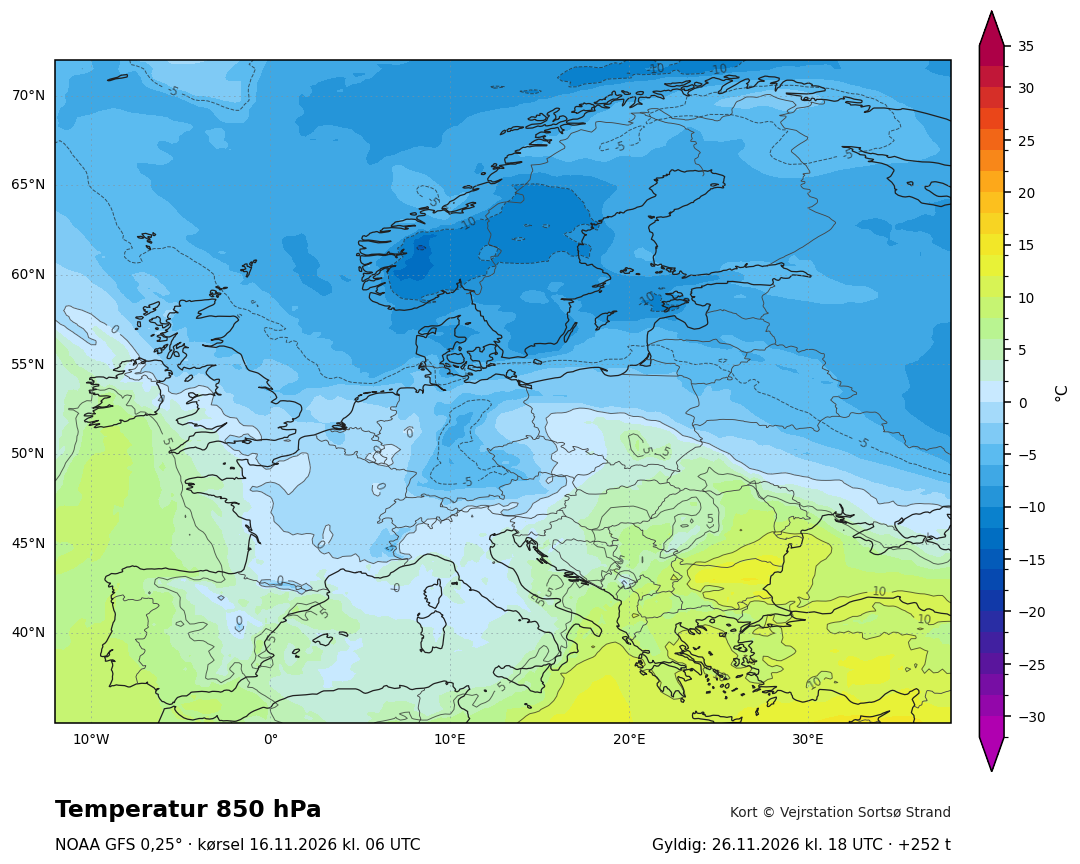 70°N
65°N
60°N
55°N
50°N
45°N
40°N
10°W
0°
10°E
20°E
30°E
35
30
25
20
15
10
5
0
−5
−10
−15
−20
−25
−30
°C
Temperatur 850 hPa
Kort © Vejrstation Sortsø Strand
NOAA GFS 0,25° · kørsel 16.11.2026 kl. 06 UTC
Gyldig: 26.11.2026 kl. 18 UTC · +252 t